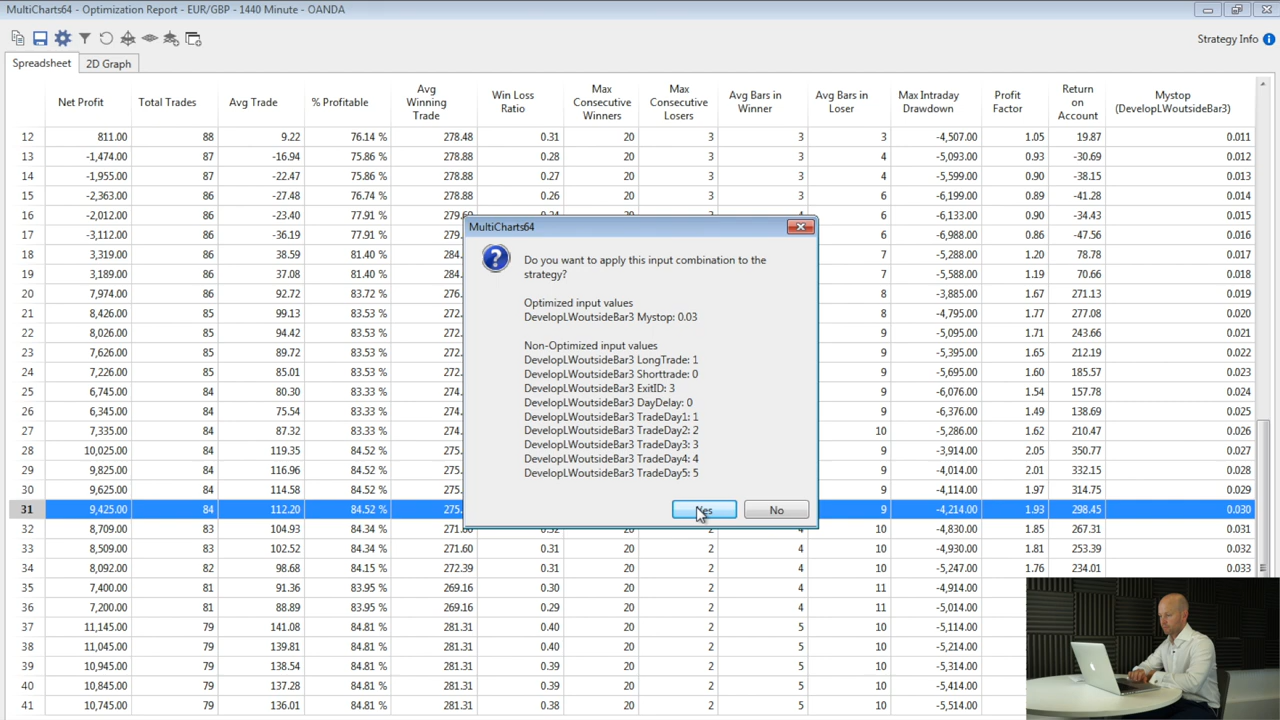 MultiCharts64 - Optimization Report - EUR/GBP - 1440 Minute - OANDA
Strategy Info
Spreadsheet 2D Graph
Net Profit Total Trades Avg Trade % Profitable Avg Winning Trade Win Loss Ratio Max Consecutive Winners Max Consecutive Losers Avg Bars in Winner Avg Bars in Loser Max Intraday Drawdown Profit Factor Return on Account Mystop (DevelopLWoutsideBar3)
12 811.00 88 9.22 76.14 % 278.48 0.31 20 3 3 3 -4,507.00 1.05 19.87 0.011
13 -1,474.00 87 -16.94 75.86 % 278.88 0.28 20 3 3 4 -5,093.00 0.93 -30.69 0.012
14 -1,955.00 87 -22.47 75.86 % 278.88 0.27 20 3 3 4 -5,599.00 0.90 -38.15 0.013
15 -2,363.00 86 -27.48 76.74 % 278.88 0.26 20 3 3 6 -6,199.00 0.89 -41.28 0.014
16 -2,012.00 86 -23.40 77.91 % 6 -6,133.00 0.90 -34.43 0.015
17 -3,112.00 86 -36.19 77.91 % 6 -6,988.00 0.86 -47.56 0.016
18 3,319.00 86 38.59 81.40 % 284. 7 -5,288.00 1.20 78.78 0.017
19 3,189.00 86 37.08 81.40 % 284. 7 -5,588.00 1.19 70.66 0.018
20 7,974.00 86 92.72 83.72 % 276. 8 -3,885.00 1.67 271.13 0.019
21 8,426.00 85 99.13 83.53 % 272. 8 -4,795.00 1.77 277.08 0.020
22 8,026.00 85 94.42 83.53 % 272. 9 -5,095.00 1.71 243.66 0.021
23 7,626.00 85 89.72 83.53 % 272. 9 -5,395.00 1.65 212.19 0.022
24 7,226.00 85 85.01 83.53 % 272. 9 -5,695.00 1.60 185.57 0.023
25 6,745.00 84 80.30 83.33 % 274. 9 -6,076.00 1.54 157.78 0.024
26 6,345.00 84 75.54 83.33 % 274. 9 -6,376.00 1.49 138.69 0.025
27 7,335.00 84 87.32 83.33 % 274. 10 -5,286.00 1.62 210.47 0.026
28 10,025.00 84 119.35 84.52 % 275. 9 -4,014.00 2.05 350.77 0.027
29 9,825.00 84 116.96 84.52 % 275. 9 -4,014.00 2.01 332.15 0.028
30 9,625.00 84 114.58 84.52 % 275. 9 -4,114.00 1.97 314.75 0.029
31 9,425.00 84 112.20 84.52 % 275. 9 -4,214.00 1.93 298.45 0.030
32 8,709.00 83 104.93 84.34 % 271.60 0.32 20 2 4 10 -4,830.00 1.85 267.31 0.031
33 8,509.00 83 102.52 84.34 % 271.60 0.31 20 2 4 10 -4,930.00 1.81 253.39 0.032
34 8,092.00 82 98.68 84.15 % 272.39 0.31 20 2 4 10 -5,247.00 1.76 234.01 0.033
35 7,400.00 81 91.36 83.95 % 269.16 0.30 20 2 4 11 -4,914.00
36 7,200.00 81 88.89 83.95 % 269.16 0.29 20 2 4 11 -5,014.00
37 11,145.00 79 141.08 84.81 % 281.31 0.40 20 2 5 10 -5,114.00
38 11,045.00 79 139.81 84.81 % 281.31 0.40 20 2 5 10 -5,214.00
39 10,945.00 79 138.54 84.81 % 281.31 0.39 20 2 5 10 -5,314.00
40 10,845.00 79 137.28 84.81 % 281.31 0.39 20 2 5 10 -5,414.00
41 10,745.00 79 136.01 84.81 % 281.31 0.38 20 2 5 10 -5,514.00
MultiCharts64
Do you want to apply this input combination to the
strategy?
Optimized input values
DevelopLWoutsideBar3 Mystop: 0.03
Non-Optimized input values
DevelopLWoutsideBar3 LongTrade: 1
DevelopLWoutsideBar3 Shorttrade: 0
DevelopLWoutsideBar3 ExitID: 3
DevelopLWoutsideBar3 DayDelay: 0
DevelopLWoutsideBar3 TradeDay1: 1
DevelopLWoutsideBar3 TradeDay2: 2
DevelopLWoutsideBar3 TradeDay3: 3
DevelopLWoutsideBar3 TradeDay4: 4
DevelopLWoutsideBar3 TradeDay5: 5
Yes No